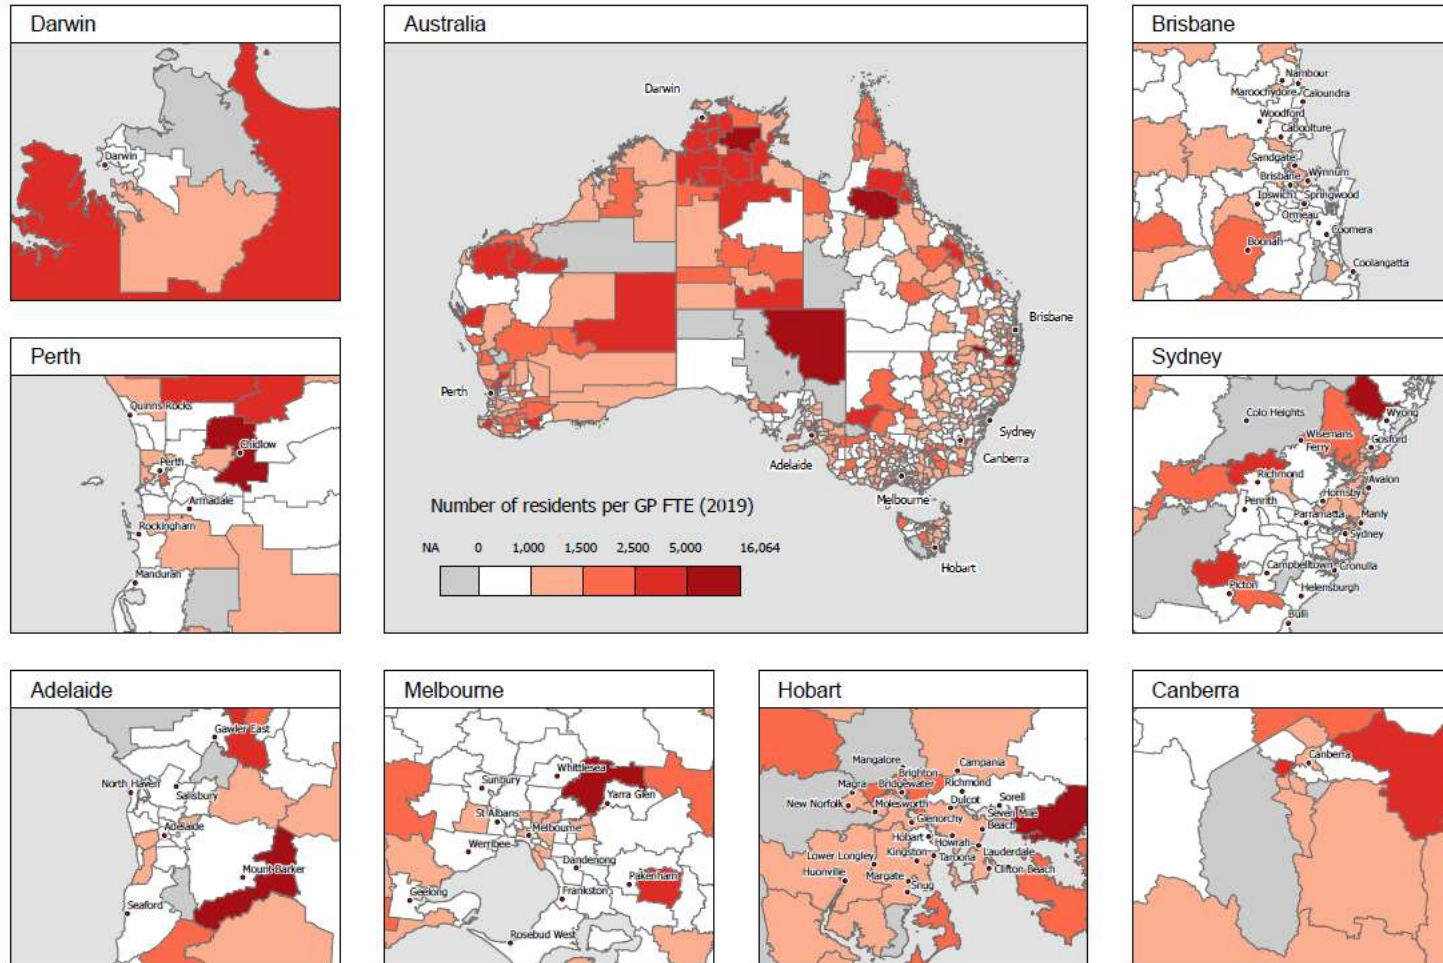 Darwin
Darwin
Australia
Darwin
Brisbane
Perth
Sydney
Adelaide
Canberra
Melbourne
Hobart
Number of residents per GP FTE (2019)
NA 0 1,000 1,500 2,500 5,000 16,064
Brisbane
Nambour
Maroochydore Caloundra
Woodford
Caboolture
Sandgate
Brisbane Wynnum
Ipswich Springwood
Ormeau
Coomera
Boonah
Coolangatta
Perth
Quinns Rocks
Chidlow
Perth
Armadale
Rockingham
Mandurah
Sydney
Colo Heights
Wyong
Wisemans
Ferry
Gosford
Richmond
Avalon
Penrith
Hornsby
Parramatta Manly
Sydney
Campbelltown Cronulla
Picton
Helensburgh
Bulli
Adelaide
Gawler East
North Haven
Salisbury
Adelaide
Mount Barker
Seaford
Melbourne
Whittlesea
Sunbury
Yarra Glen
St Albans
Melbourne
Werribee
Dandenong
Pakenham
Geelong
Frankston
Rosebud West
Hobart
Mangalore
Campania
Brighton
Magra Bridgewater Richmond
New Norfolk Molesworth Dulcot Sorell
Glenorchy Seven Mile
Beach
Hobart Howrah
Lower Longley Kingston Taroona Lauderdale
Huonville Margate Clifton Beach
Snug
Canberra
Canberra